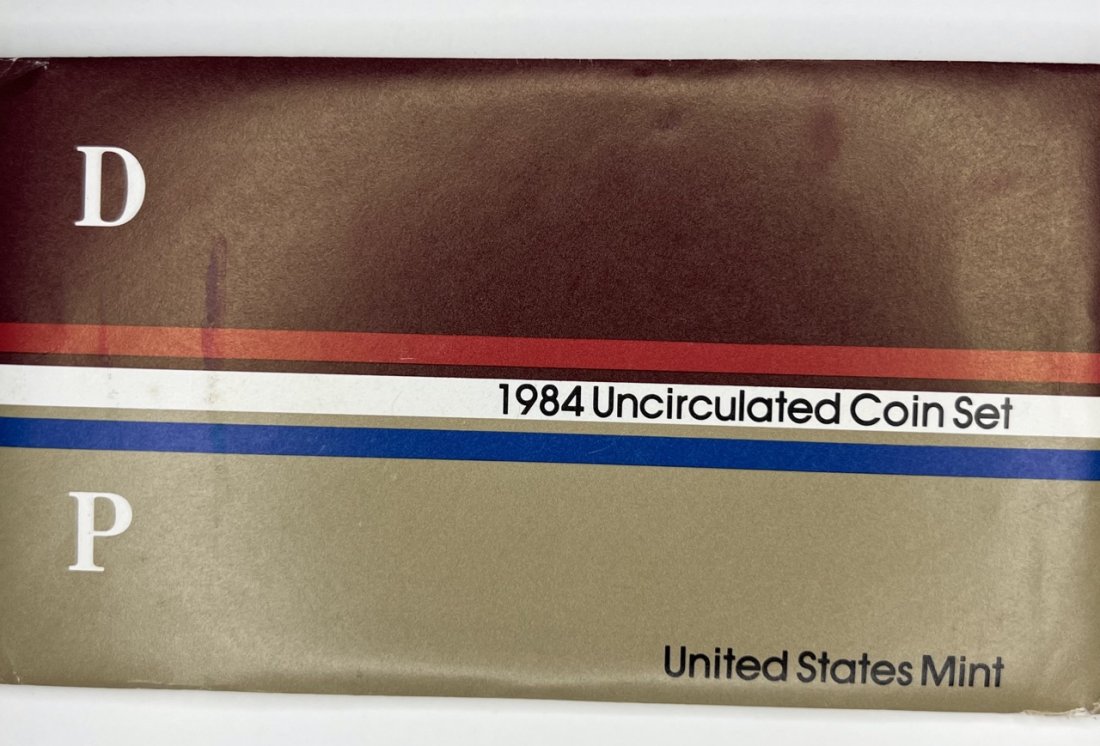 D
1984 Uncirculated Coin Set
P
United States Mint